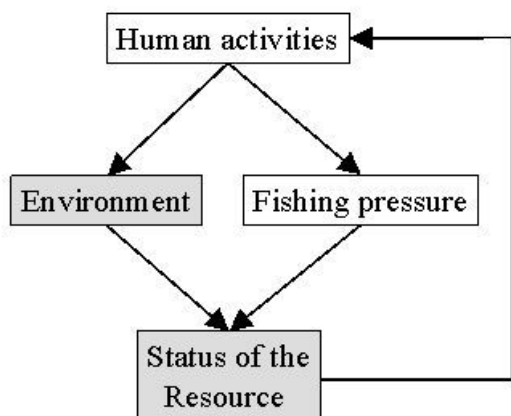 Human activities
Environment
Fishing pressure
Status of the
Resource